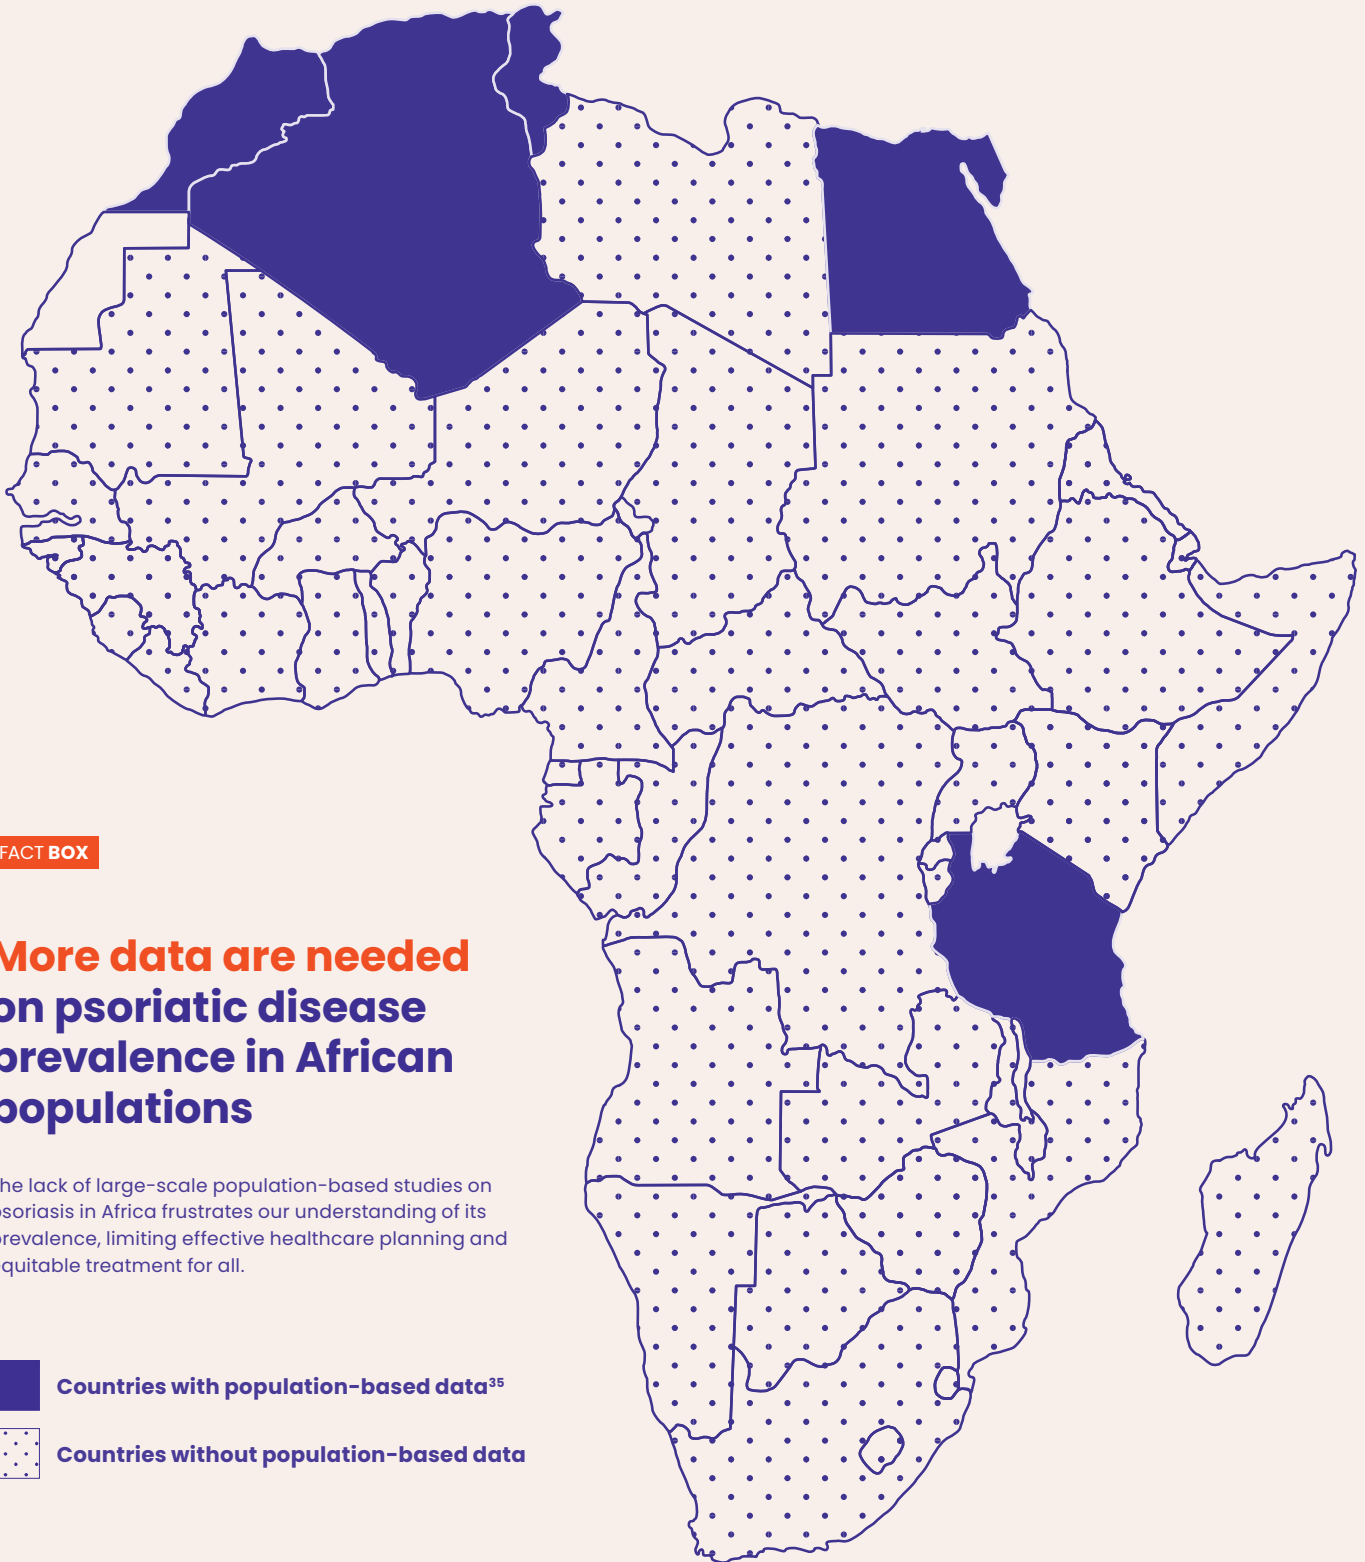 FACT BOX
More data are needed
on psoriatic disease
prevalence in African
populations
he lack of large-scale population-based studies on
psoriasis in Africa frustrates our understanding of its
prevalence, limiting effective healthcare planning and
quitable treatment for all.
Countries with population-based data³⁵
Countries without population-based data